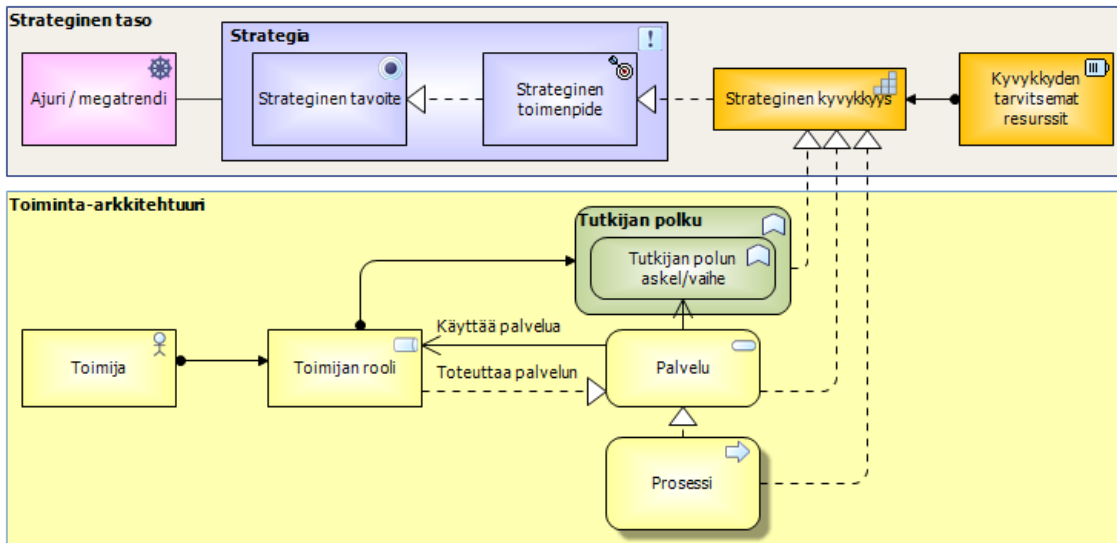 Strateginen taso
Strategia
Ajuri / megatrendi
Strateginen tavoite
Strateginen
toimenpide
Strateginen kyvykkyys
Kyvykkyden
tarvitsemat
resurssit
Toiminta-arkkitehtuuri
Tutkijan polku
Tutkijan polun
askel/vaihe
Käyttää palvelua
Toimija
Toimijan rooli
Toteuttaa palvelun
Palvelu
Prosessi